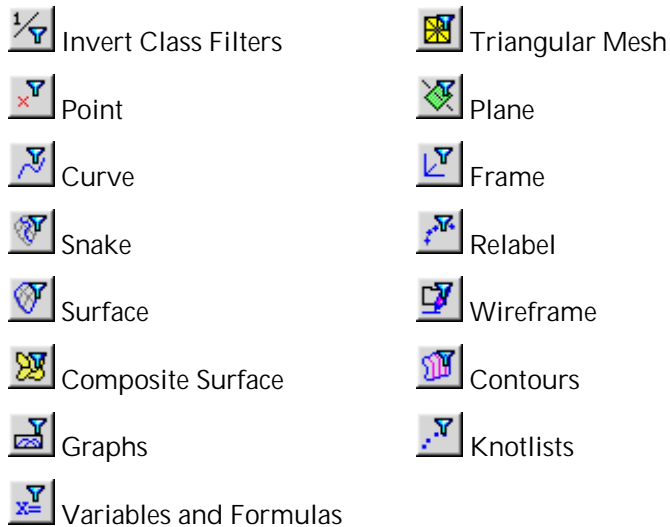 Invert Class Filters
Point
Curve
Snake
Surface
Composite Surface
Graphs
x= Variables and Formulas
Triangular Mesh
Plane
Frame
Relabel
Wireframe
Contours
Knotlists